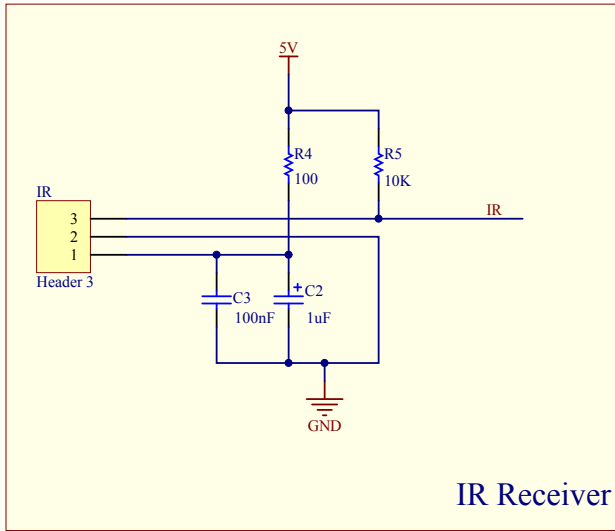 5V
R4
100
R5
10K
IR
3
2
1
Header 3
IR
C3
100nF
C2
1uF
GND
IR Receiver